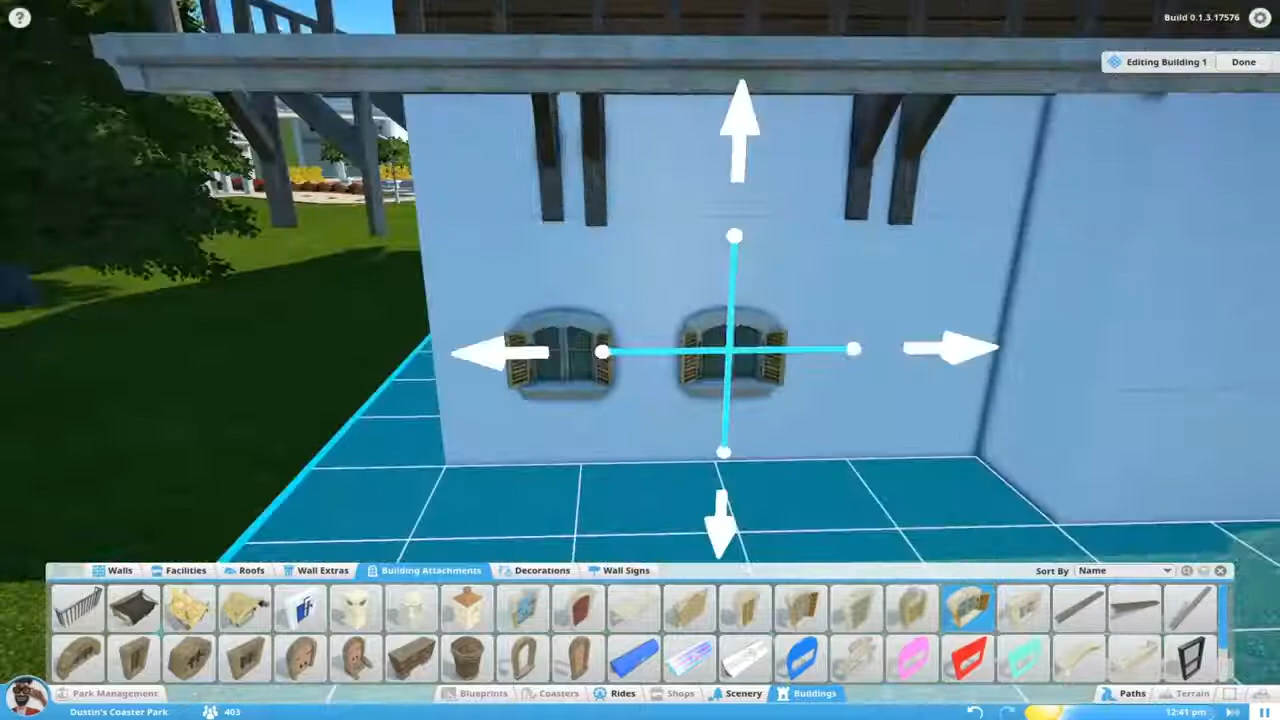 ?
Build 0.1.3.17576
Editing Building 1 Done
Walls Facilities Roofs Wall Extras Building Attachments Decorations Wall Signs Sort By Name
Park Management Blueprints Coasters Rides Shops Scenery Buildings Paths Terrain
Dustin's Coaster Park 403 12:41 pm